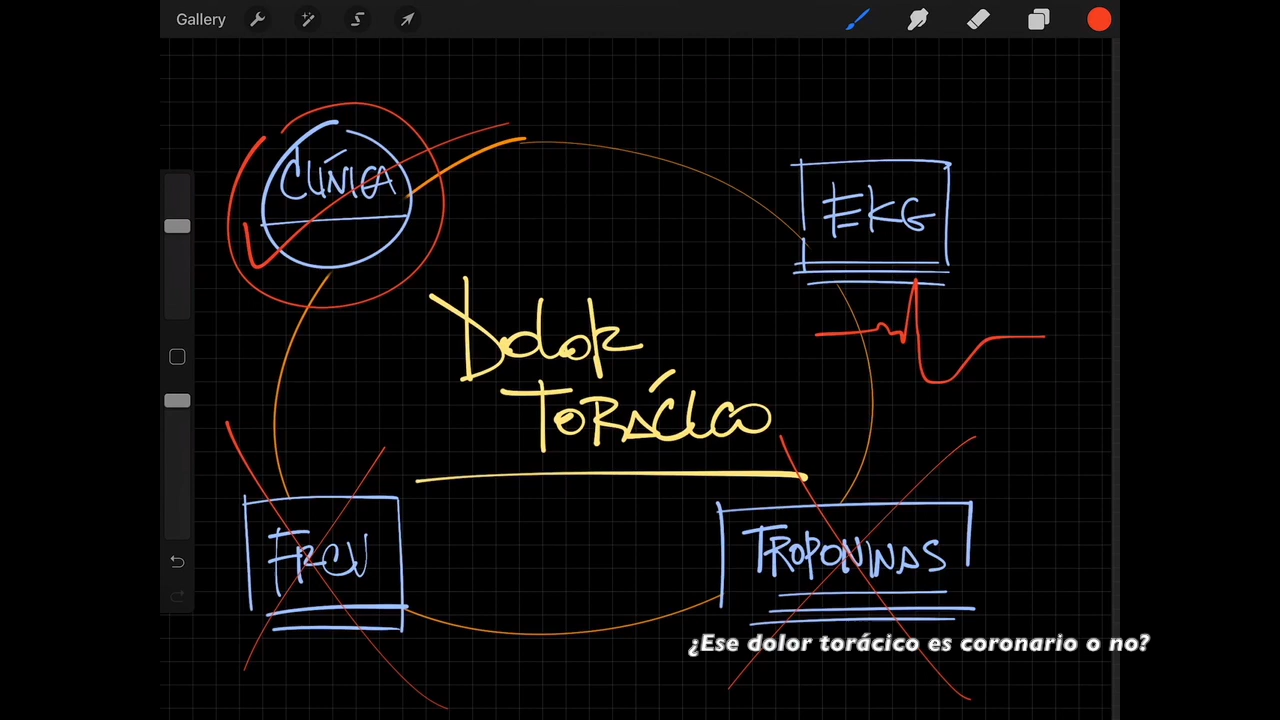 Gallery
CLÍNICA
EKG
DOLOR
TORÁCICO
FRCV
TROPONINAS
¿Ese dolor torácico es coronario o no?